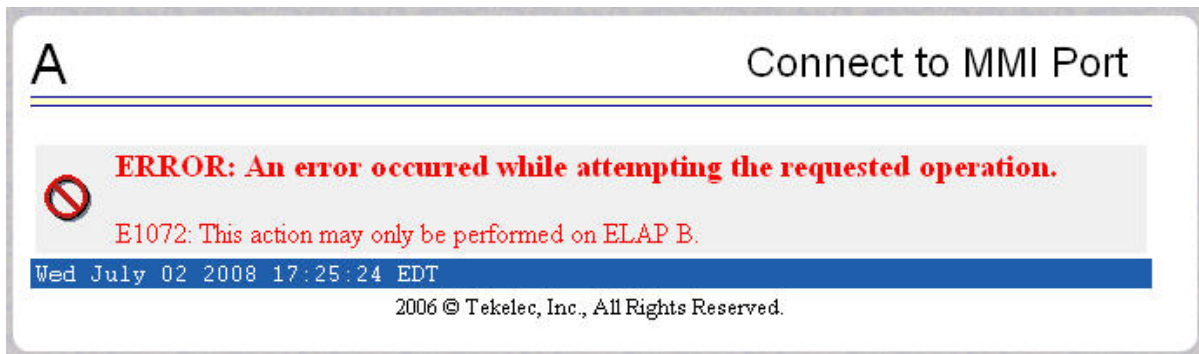 A
Connect to MMI Port
ERROR: An error occurred while attempting the requested operation.
E1072: This action may only be performed on ELAP B.
Wed July 02 2008 17:25:24 EDT
2006 © Tekelec, Inc., All Rights Reserved.